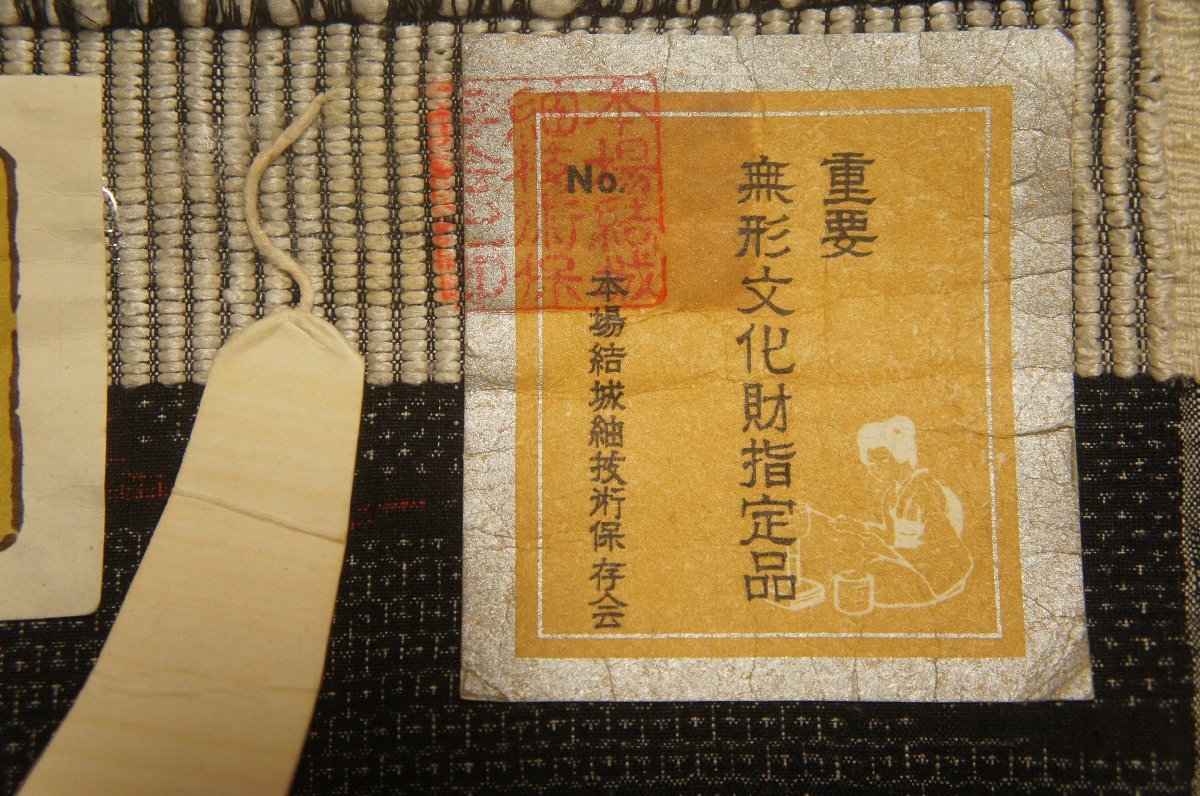 重要
無形文化財指定品
No.
本場結城紬技術保存会
本場結城
紬技術保